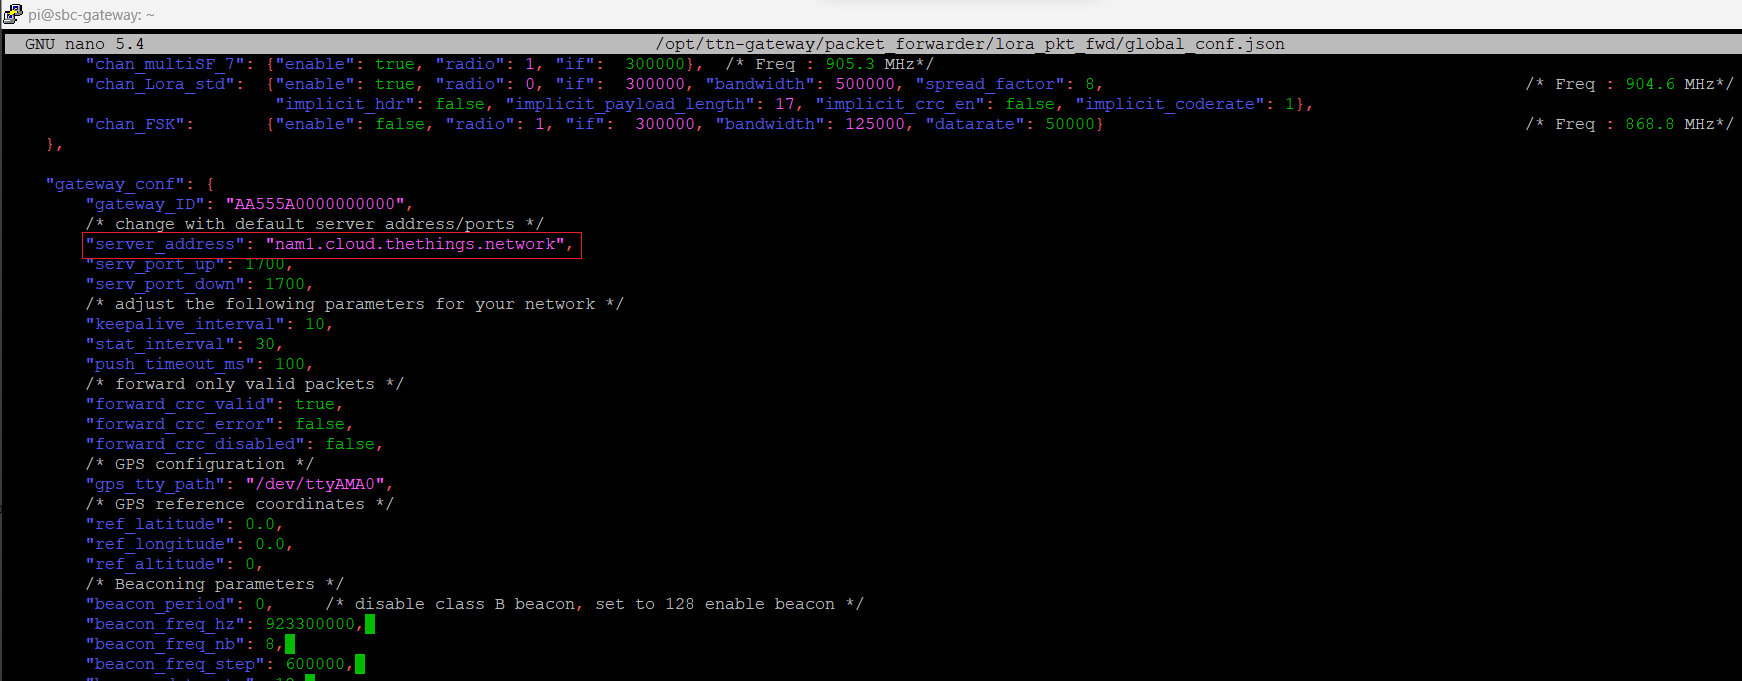 pi@sbc-gateway: ~
GNU nano 5.4 /opt/ttn-gateway/packet_forwarder/lora_pkt_fwd/global_conf.json
"chan_multiSF_7": {"enable": true, "radio": 1, "if": 300000}, /* Freq : 905.3 MHz*/
"chan_Lora_std": {"enable": true, "radio": 0, "if": 300000, "bandwidth": 500000, "spread_factor": 8, /* Freq : 904.6 MHz*/
"implicit_hdr": false, "implicit_payload_length": 17, "implicit_crc_en": false, "implicit_coderate": 1},
"chan_FSK": {"enable": false, "radio": 1, "if": 300000, "bandwidth": 125000, "datarate": 50000} /* Freq : 868.8 MHz*/
},
"gateway_conf": {
"gateway_ID": "AA555A0000000000",
/* change with default server address/ports */
"server_address": "nam1.cloud.thethings.network",
"serv_port_up": 1700,
"serv_port_down": 1700,
/* adjust the following parameters for your network */
"keepalive_interval": 10,
"stat_interval": 30,
"push_timeout_ms": 100,
/* forward only valid packets */
"forward_crc_valid": true,
"forward_crc_error": false,
"forward_crc_disabled": false,
/* GPS configuration */
"gps_tty_path": "/dev/ttyAMA0",
/* GPS reference coordinates */
"ref_latitude": 0.0,
"ref_longitude": 0.0,
"ref_altitude": 0,
/* Beaconing parameters */
"beacon_period": 0, /* disable class B beacon, set to 128 enable beacon */
"beacon_freq_hz": 923300000,
"beacon_freq_nb": 8,
"beacon_freq_step": 600000,